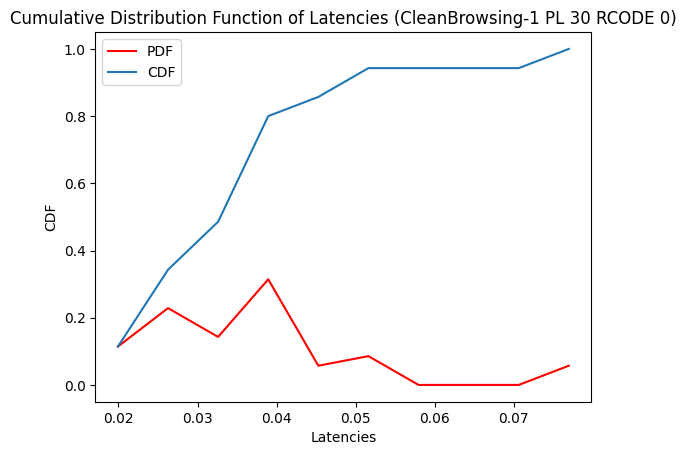 Cumulative Distribution Function of Latencies (CleanBrowsing-1 PL 30 RCODE 0)
PDF
CDF
CDF
1.0
0.8
0.6
0.4
0.2
0.0
0.02 0.03 0.04 0.05 0.06 0.07
Latencies